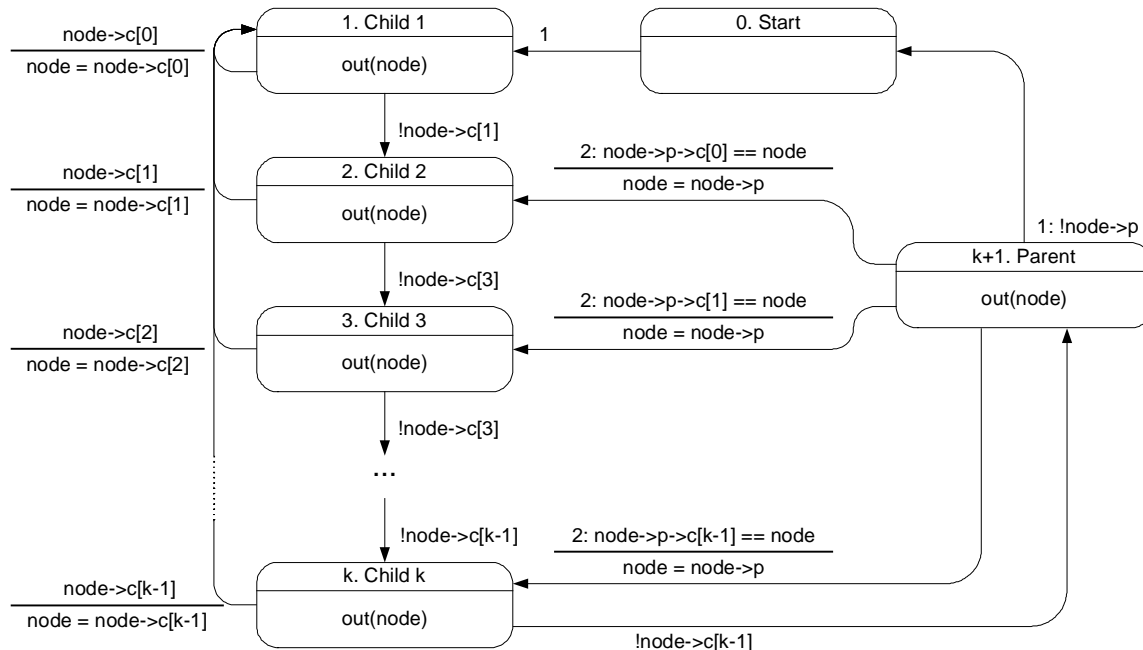 node->c[0]
node = node->c[0]
1. Child 1
out(node)
1
0. Start
!node->c[1]
node->c[1]
node = node->c[1]
2. Child 2
out(node)
2: node->p->c[0] == node
node = node->p
1: !node->p
k+1. Parent
out(node)
!node->c[3]
node->c[2]
node = node->c[2]
3. Child 3
out(node)
2: node->p->c[1] == node
node = node->p
!node->c[3]
...
!node->c[k-1]
2: node->p->c[k-1] == node
node = node->p
node->c[k-1]
node = node->c[k-1]
k. Child k
out(node)
!node->c[k-1]